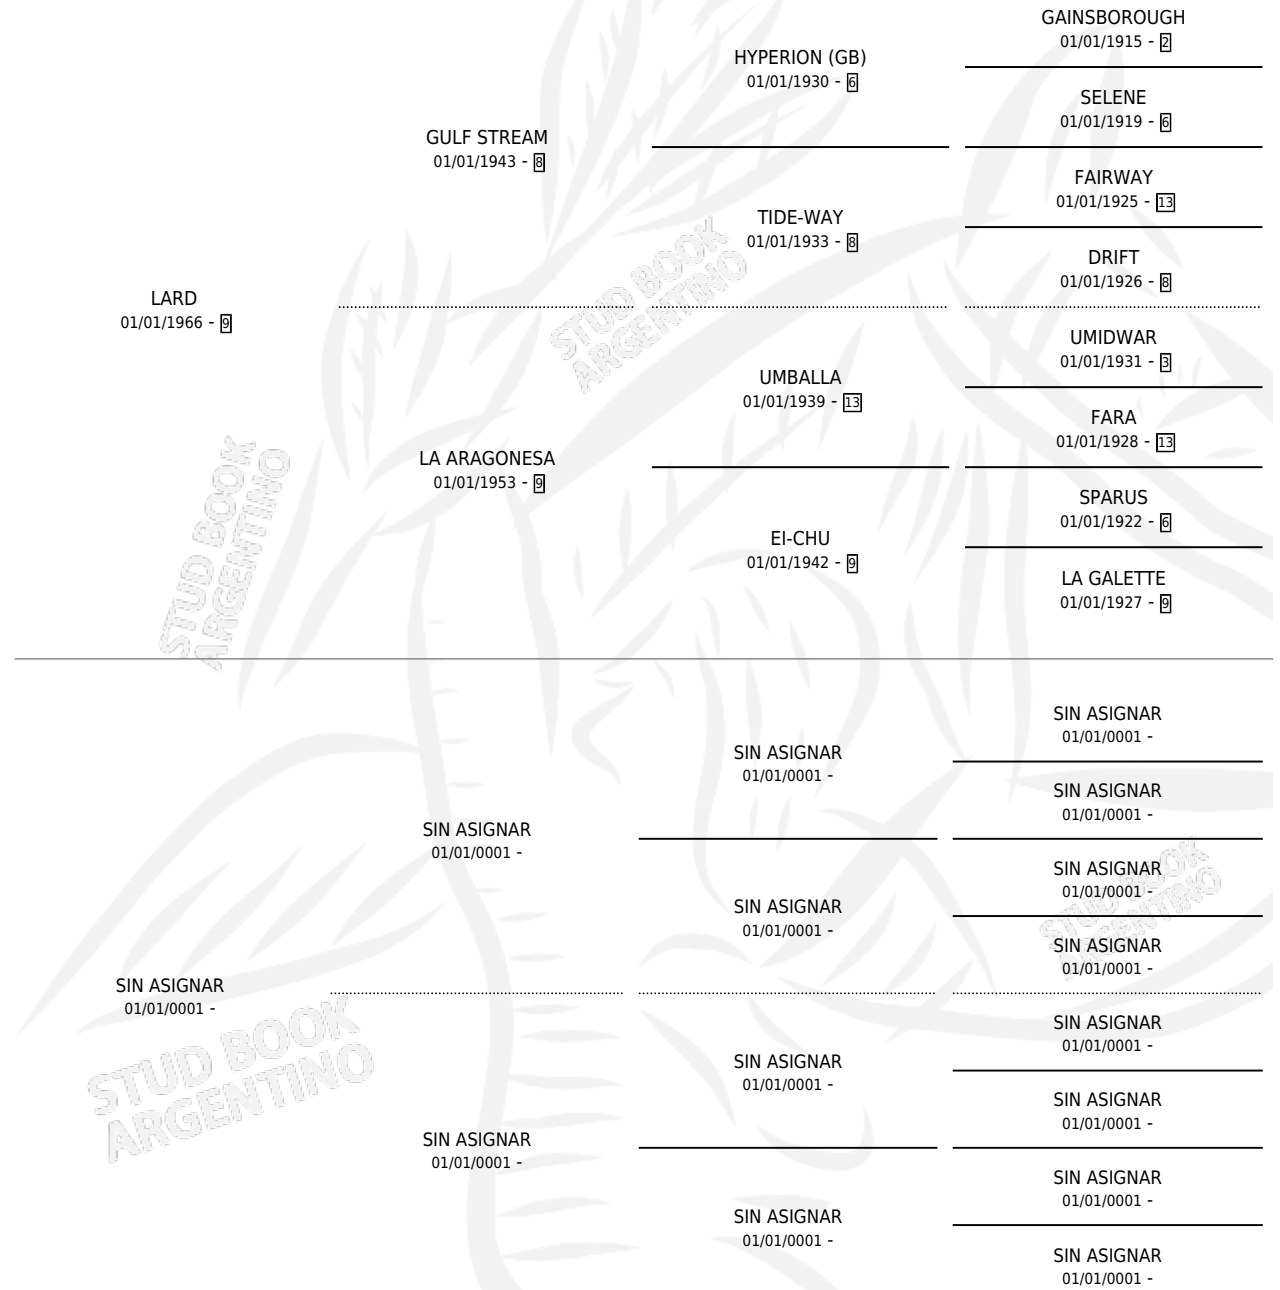 GAINSBOROUGH
01/01/1915 - 2
HYPERION (GB)
01/01/1930 - 6
SELENE
01/01/1919 - 6
GULF STREAM
01/01/1943 - 8
FAIRWAY
01/01/1925 - 13
TIDE-WAY
01/01/1933 - 8
DRIFT
01/01/1926 - 8
LARD
01/01/1966 - 9
UMIDWAR
01/01/1931 - 3
UMBALLA
01/01/1939 - 13
FARA
01/01/1928 - 13
LA ARAGONESA
01/01/1953 - 9
SPARUS
01/01/1922 - 6
EI-CHU
01/01/1942 - 9
LA GALETTE
01/01/1927 - 9
STUD BOOK
ARGENTINO
STUD BOOK
ARGENTINO
SIN ASIGNAR
01/01/0001 -
SIN ASIGNAR
01/01/0001 -
SIN ASIGNAR
01/01/0001 -
SIN ASIGNAR
01/01/0001 -
SIN ASIGNAR
01/01/0001 -
SIN ASIGNAR
01/01/0001 -
SIN ASIGNAR
01/01/0001 -
SIN ASIGNAR
01/01/0001 -
SIN ASIGNAR
01/01/0001 -
SIN ASIGNAR
01/01/0001 -
SIN ASIGNAR
01/01/0001 -
SIN ASIGNAR
01/01/0001 -
SIN ASIGNAR
01/01/0001 -
SIN ASIGNAR
01/01/0001 -
SIN ASIGNAR
01/01/0001 -
STUD BOOK
ARGENTINO
STUD BOOK
ARGENTINO